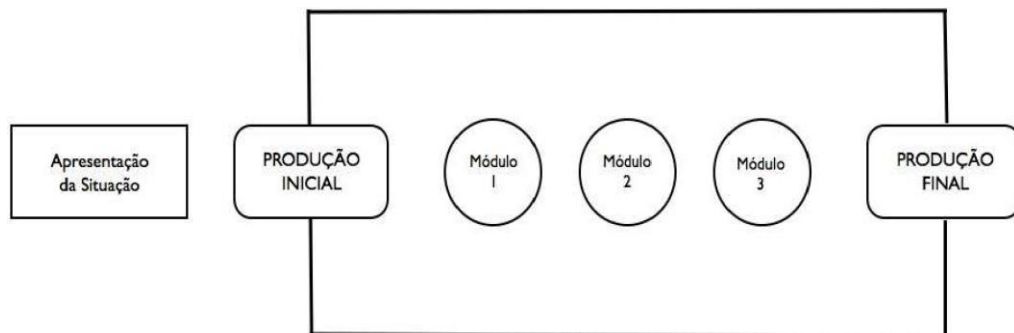 Apresentação
da Situação
PRODUÇÃO
INICIAL
Módulo
1
Módulo
2
Módulo
3
PRODUÇÃO
FINAL